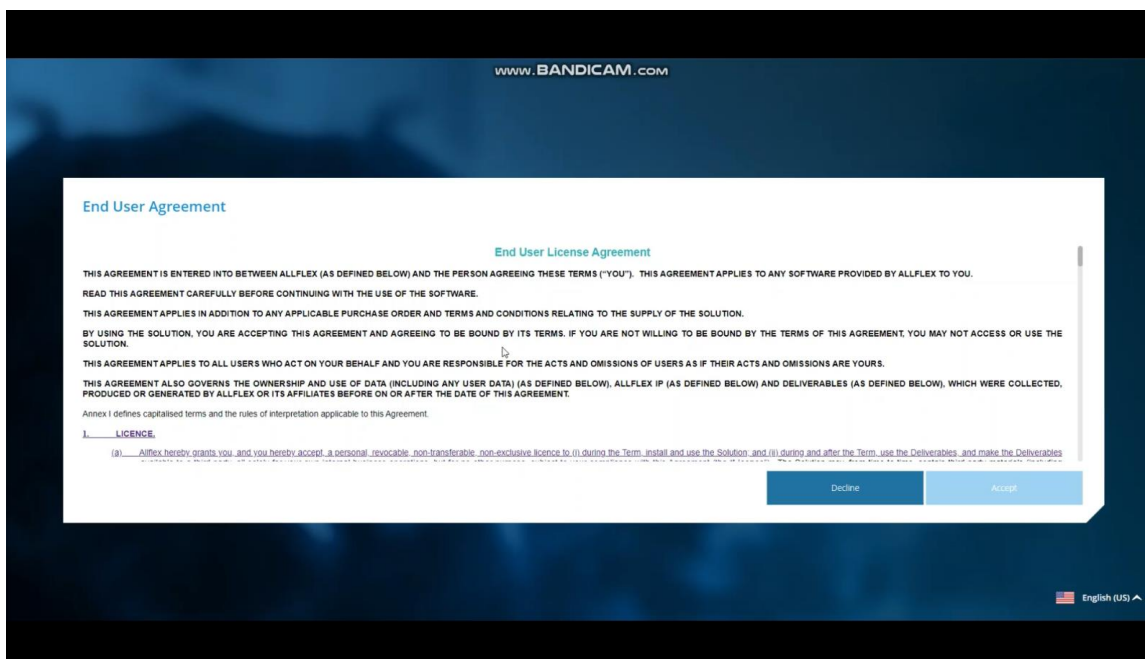 www.BANDICAM.com
End User Agreement
End User License Agreement
THIS AGREEMENT IS ENTERED INTO BETWEEN ALLFLEX (AS DEFINED BELOW) AND THE PERSON AGREEING THESE TERMS ("YOU"). THIS AGREEMENT APPLIES TO ANY SOFTWARE PROVIDED BY ALLFLEX TO YOU.
READ THIS AGREEMENT CAREFULLY BEFORE CONTINUING WITH THE USE OF THE SOFTWARE.
THIS AGREEMENT APPLIES IN ADDITION TO ANY APPLICABLE PURCHASE ORDER AND TERMS AND CONDITIONS RELATING TO THE SUPPLY OF THE SOLUTION.
BY USING THE SOLUTION, YOU ARE ACCEPTING THIS AGREEMENT AND AGREEING TO BE BOUND BY ITS TERMS. IF YOU ARE NOT WILLING TO BE BOUND BY THE TERMS OF THIS AGREEMENT, YOU MAY NOT ACCESS OR USE THE
SOLUTION.
THIS AGREEMENT APPLIES TO ALL USERS WHO ACT ON YOUR BEHALF AND YOU ARE RESPONSIBLE FOR THE ACTS AND OMISSIONS OF USERS AS IF THEIR ACTS AND OMISSIONS ARE YOURS.
THIS AGREEMENT ALSO GOVERNS THE OWNERSHIP AND USE OF DATA (INCLUDING ANY USER DATA) (AS DEFINED BELOW), ALLFLEX IP (AS DEFINED BELOW) AND DELIVERABLES (AS DEFINED BELOW), WHICH WERE COLLECTED,
PRODUCED OR GENERATED BY ALLFLEX OR ITS AFFILIATES BEFORE ON OR AFTER THE DATE OF THIS AGREEMENT.
Annex I defines capitalised terms and the rules of interpretation applicable to this Agreement.
1. LICENCE.
(a) Allflex hereby grants you, and you hereby accept, a personal, revocable, non-transferable, non-exclusive licence to (i) during the Term, install and use the Solution, and (ii) during and after the Term, use the Deliverables, and make the Deliverables
Decline
Accept
English (US)